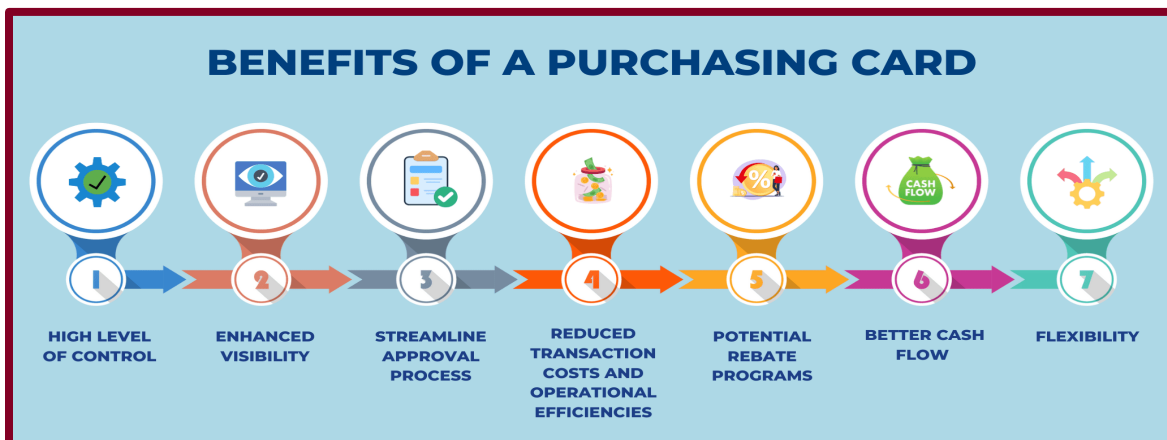 BENEFITS OF A PURCHASING CARD
%
CASH
FLOW
1
2
3
4
5
6
7
HIGH LEVEL
OF CONTROL
ENHANCED
VISIBILITY
STREAMLINE
APPROVAL
PROCESS
REDUCED
TRANSACTION
COSTS AND
OPERATIONAL
EFFICIENCIES
POTENTIAL
REBATE
PROGRAMS
BETTER CASH
FLOW
FLEXIBILITY